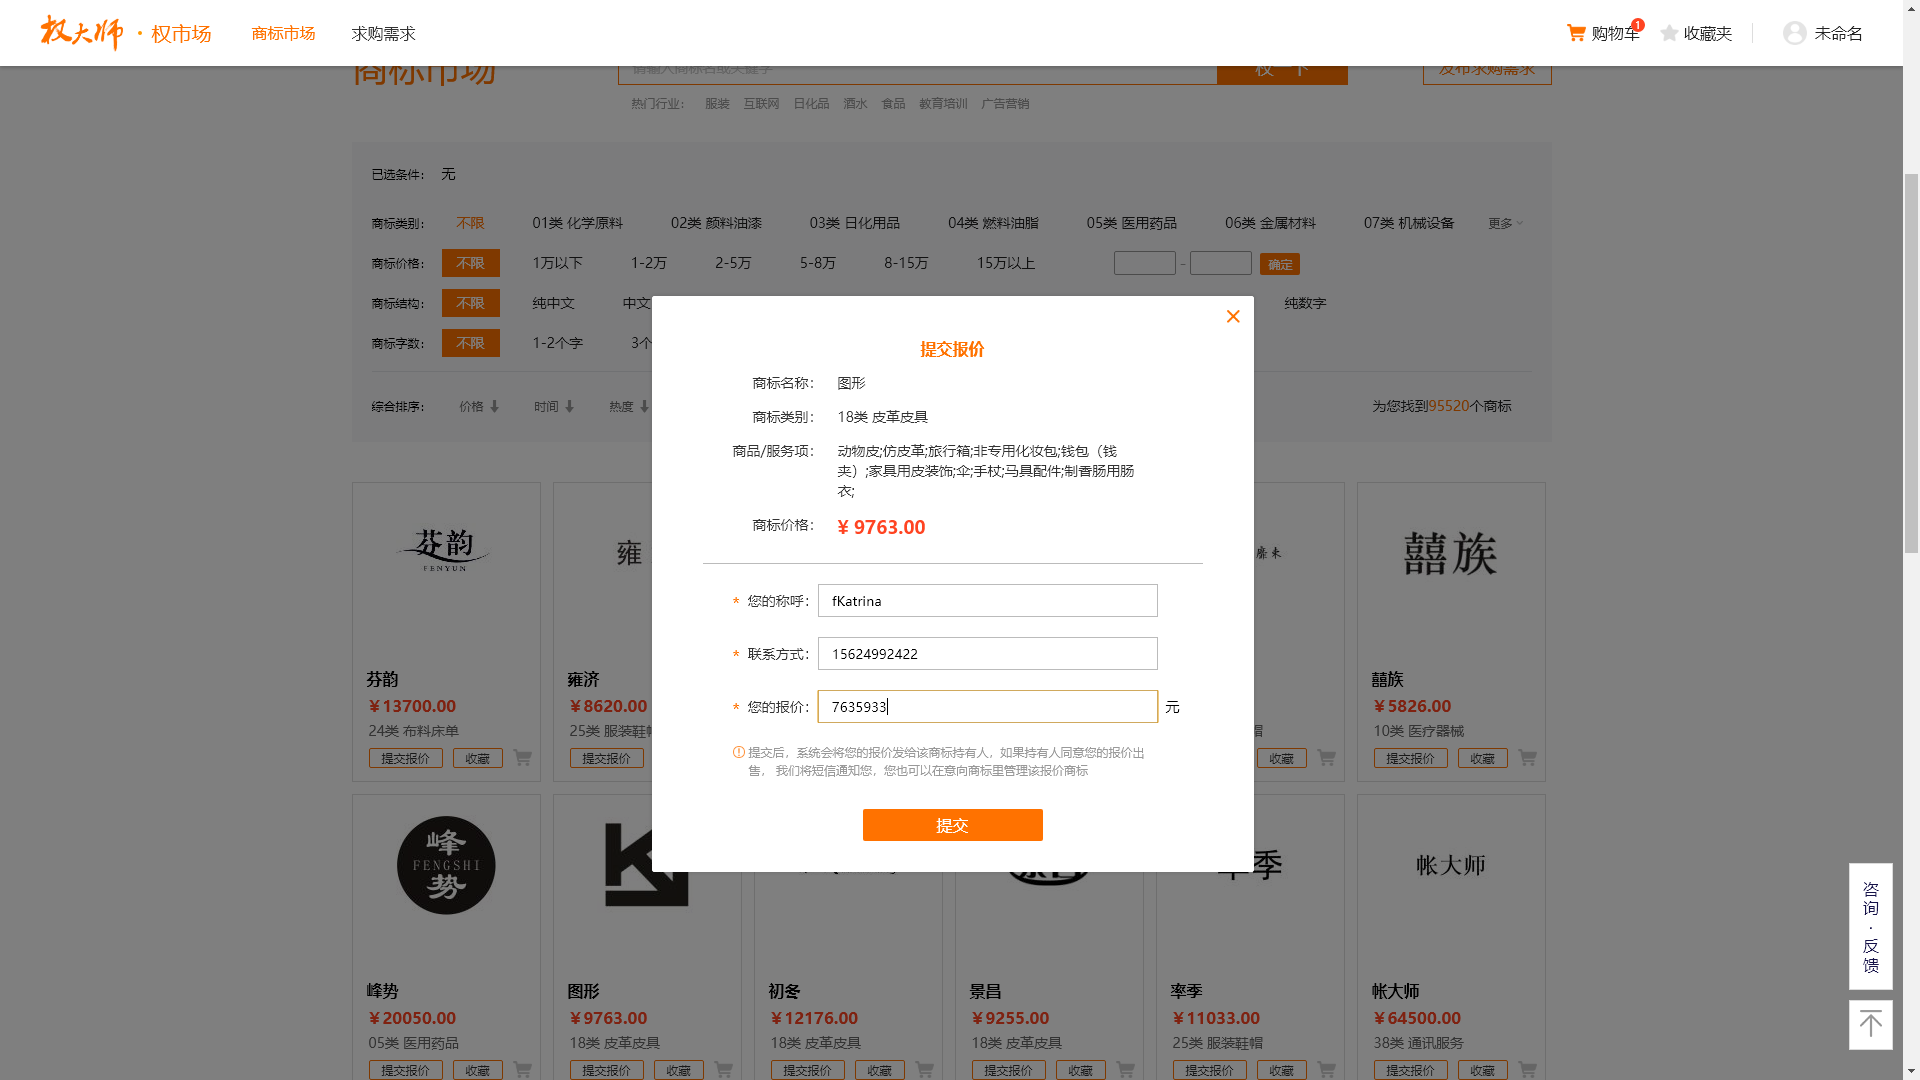 权大师 · 权市场 商标市场 求购需求 购物车 1 收藏夹 未命名
商标市场 请输入商标名或关键字 权一下 发布求购需求
热门行业： 服装 互联网 日化品 酒水 食品 教育培训 广告营销
已选条件： 无
商标类别： 不限 01类 化学原料 02类 颜料油漆 03类 日化用品 04类 燃料油脂 05类 医用药品 06类 金属材料 07类 机械设备 更多
商标价格： 不限 1万以下 1-2万 2-5万 5-8万 8-15万 15万以上 - 确定
商标结构： 不限 纯中文 中文 纯数字
商标字数： 不限 1-2个字 3个
综合排序： 价格 时间 热度 为您找到95520个商标
提交报价
商标名称： 图形
商标类别： 18类 皮革皮具
商品/服务项： 动物皮;仿皮革;旅行箱;非专用化妆包;钱包（钱
夹）;家具用皮装饰;伞;手杖;马具配件;制香肠用肠
衣;
商标价格： ¥ 9763.00
* 您的称呼： fKatrina
* 联系方式： 15624992422
* 您的报价： 7635933 元
提交后，系统会将您的报价发给该商标持有人，如果持有人同意您的报价出
售， 我们将短信通知您，您也可以在意向商标里管理该报价商标
提交
芬韵 FENYUN 雍 廉束 囍族
芬韵 雍济 囍族
￥13700.00 ￥8620.00 ￥5826.00
24类 布料床单 25类 服装鞋帽 帽 10类 医疗器械
提交报价 收藏 提交报价 收藏 提交报价 收藏
峰 FENGSHI 势 率季 帐大师
峰势 图形 初冬 景昌 率季 帐大师
￥20050.00 ￥9763.00 ￥12176.00 ￥9255.00 ￥11033.00 ￥64500.00
05类 医用药品 18类 皮革皮具 18类 皮革皮具 18类 皮革皮具 25类 服装鞋帽 38类 通讯服务
提交报价 收藏 提交报价 收藏 提交报价 收藏 提交报价 收藏 提交报价 收藏 提交报价 收藏
咨
询
·
反
馈